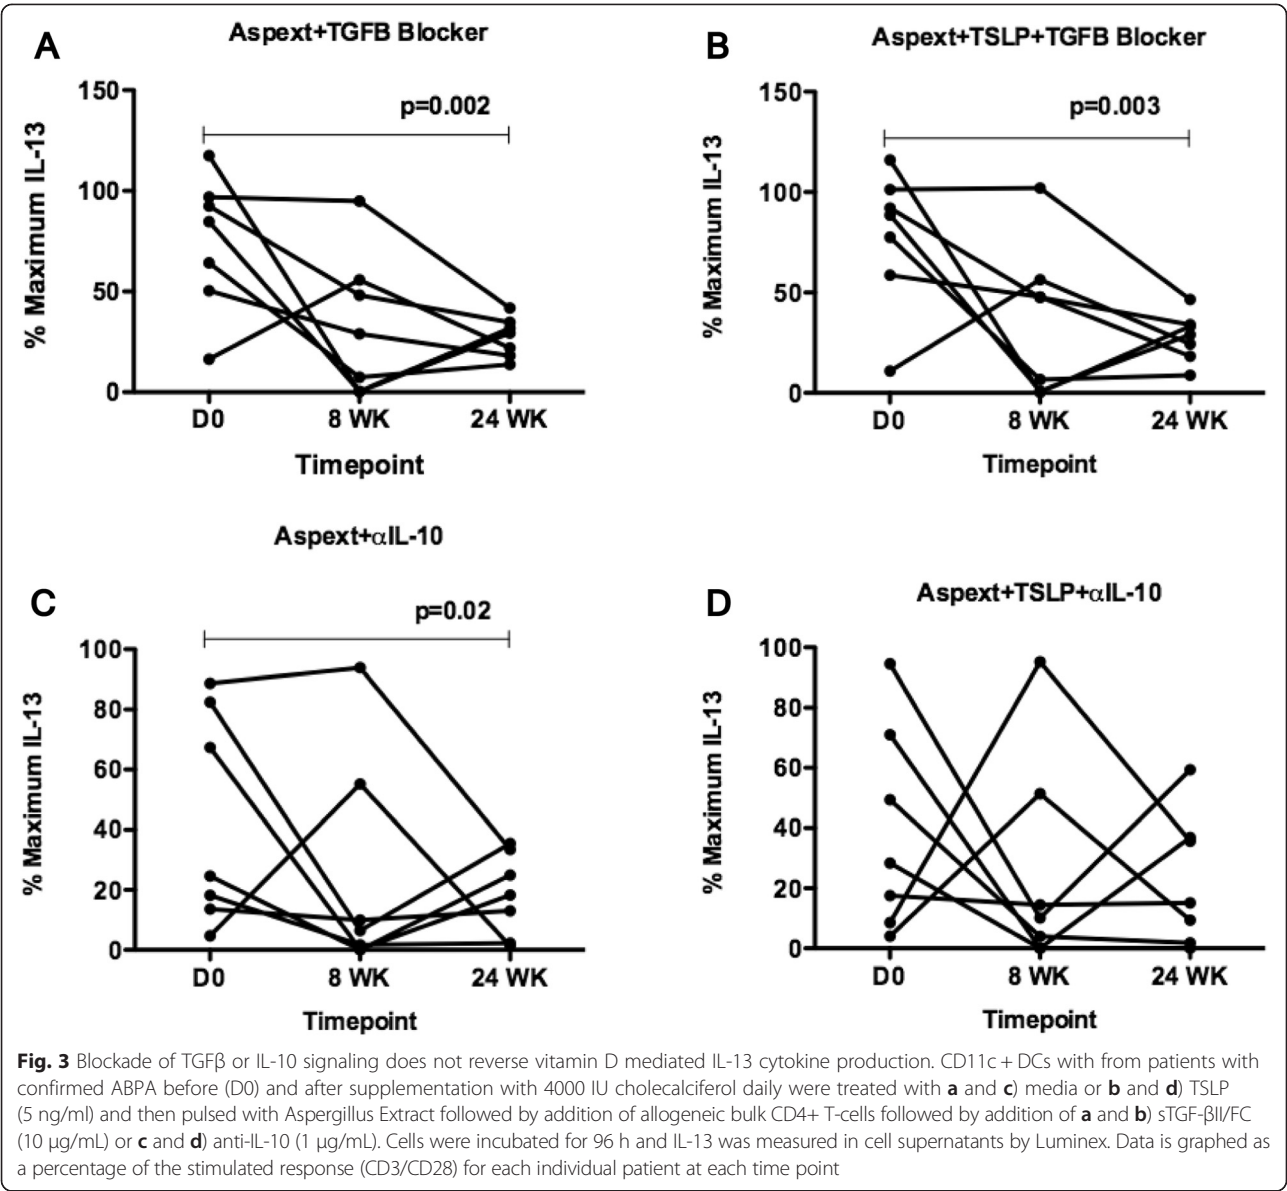 A
Aspext+TGFB Blocker
p=0.002
% Maximum IL-13
150
100
50
0
D0 8 WK 24 WK
Timepoint
B
Aspext+TSLP+TGFB Blocker
p=0.003
% Maximum IL-13
150
100
50
0
D0 8 WK 24 WK
Timepoint
C
Aspext+αIL-10
p=0.02
% Maximum IL-13
100
80
60
40
20
0
D0 8 WK 24 WK
Timepoint
D
Aspext+TSLP+αIL-10
% Maximum IL-13
100
80
60
40
20
0
D0 8 WK 24 WK
Timepoint
Fig. 3 Blockade of TGFβ or IL-10 signaling does not reverse vitamin D mediated IL-13 cytokine production. CD11c + DCs with from patients with
confirmed ABPA before (D0) and after supplementation with 4000 IU cholecalciferol daily were treated with a and c) media or b and d) TSLP
(5 ng/ml) and then pulsed with Aspergillus Extract followed by addition of allogeneic bulk CD4+ T-cells followed by addition of a and b) sTGF-βII/FC
(10 μg/mL) or c and d) anti-IL-10 (1 μg/mL). Cells were incubated for 96 h and IL-13 was measured in cell supernatants by Luminex. Data is graphed as
a percentage of the stimulated response (CD3/CD28) for each individual patient at each time point